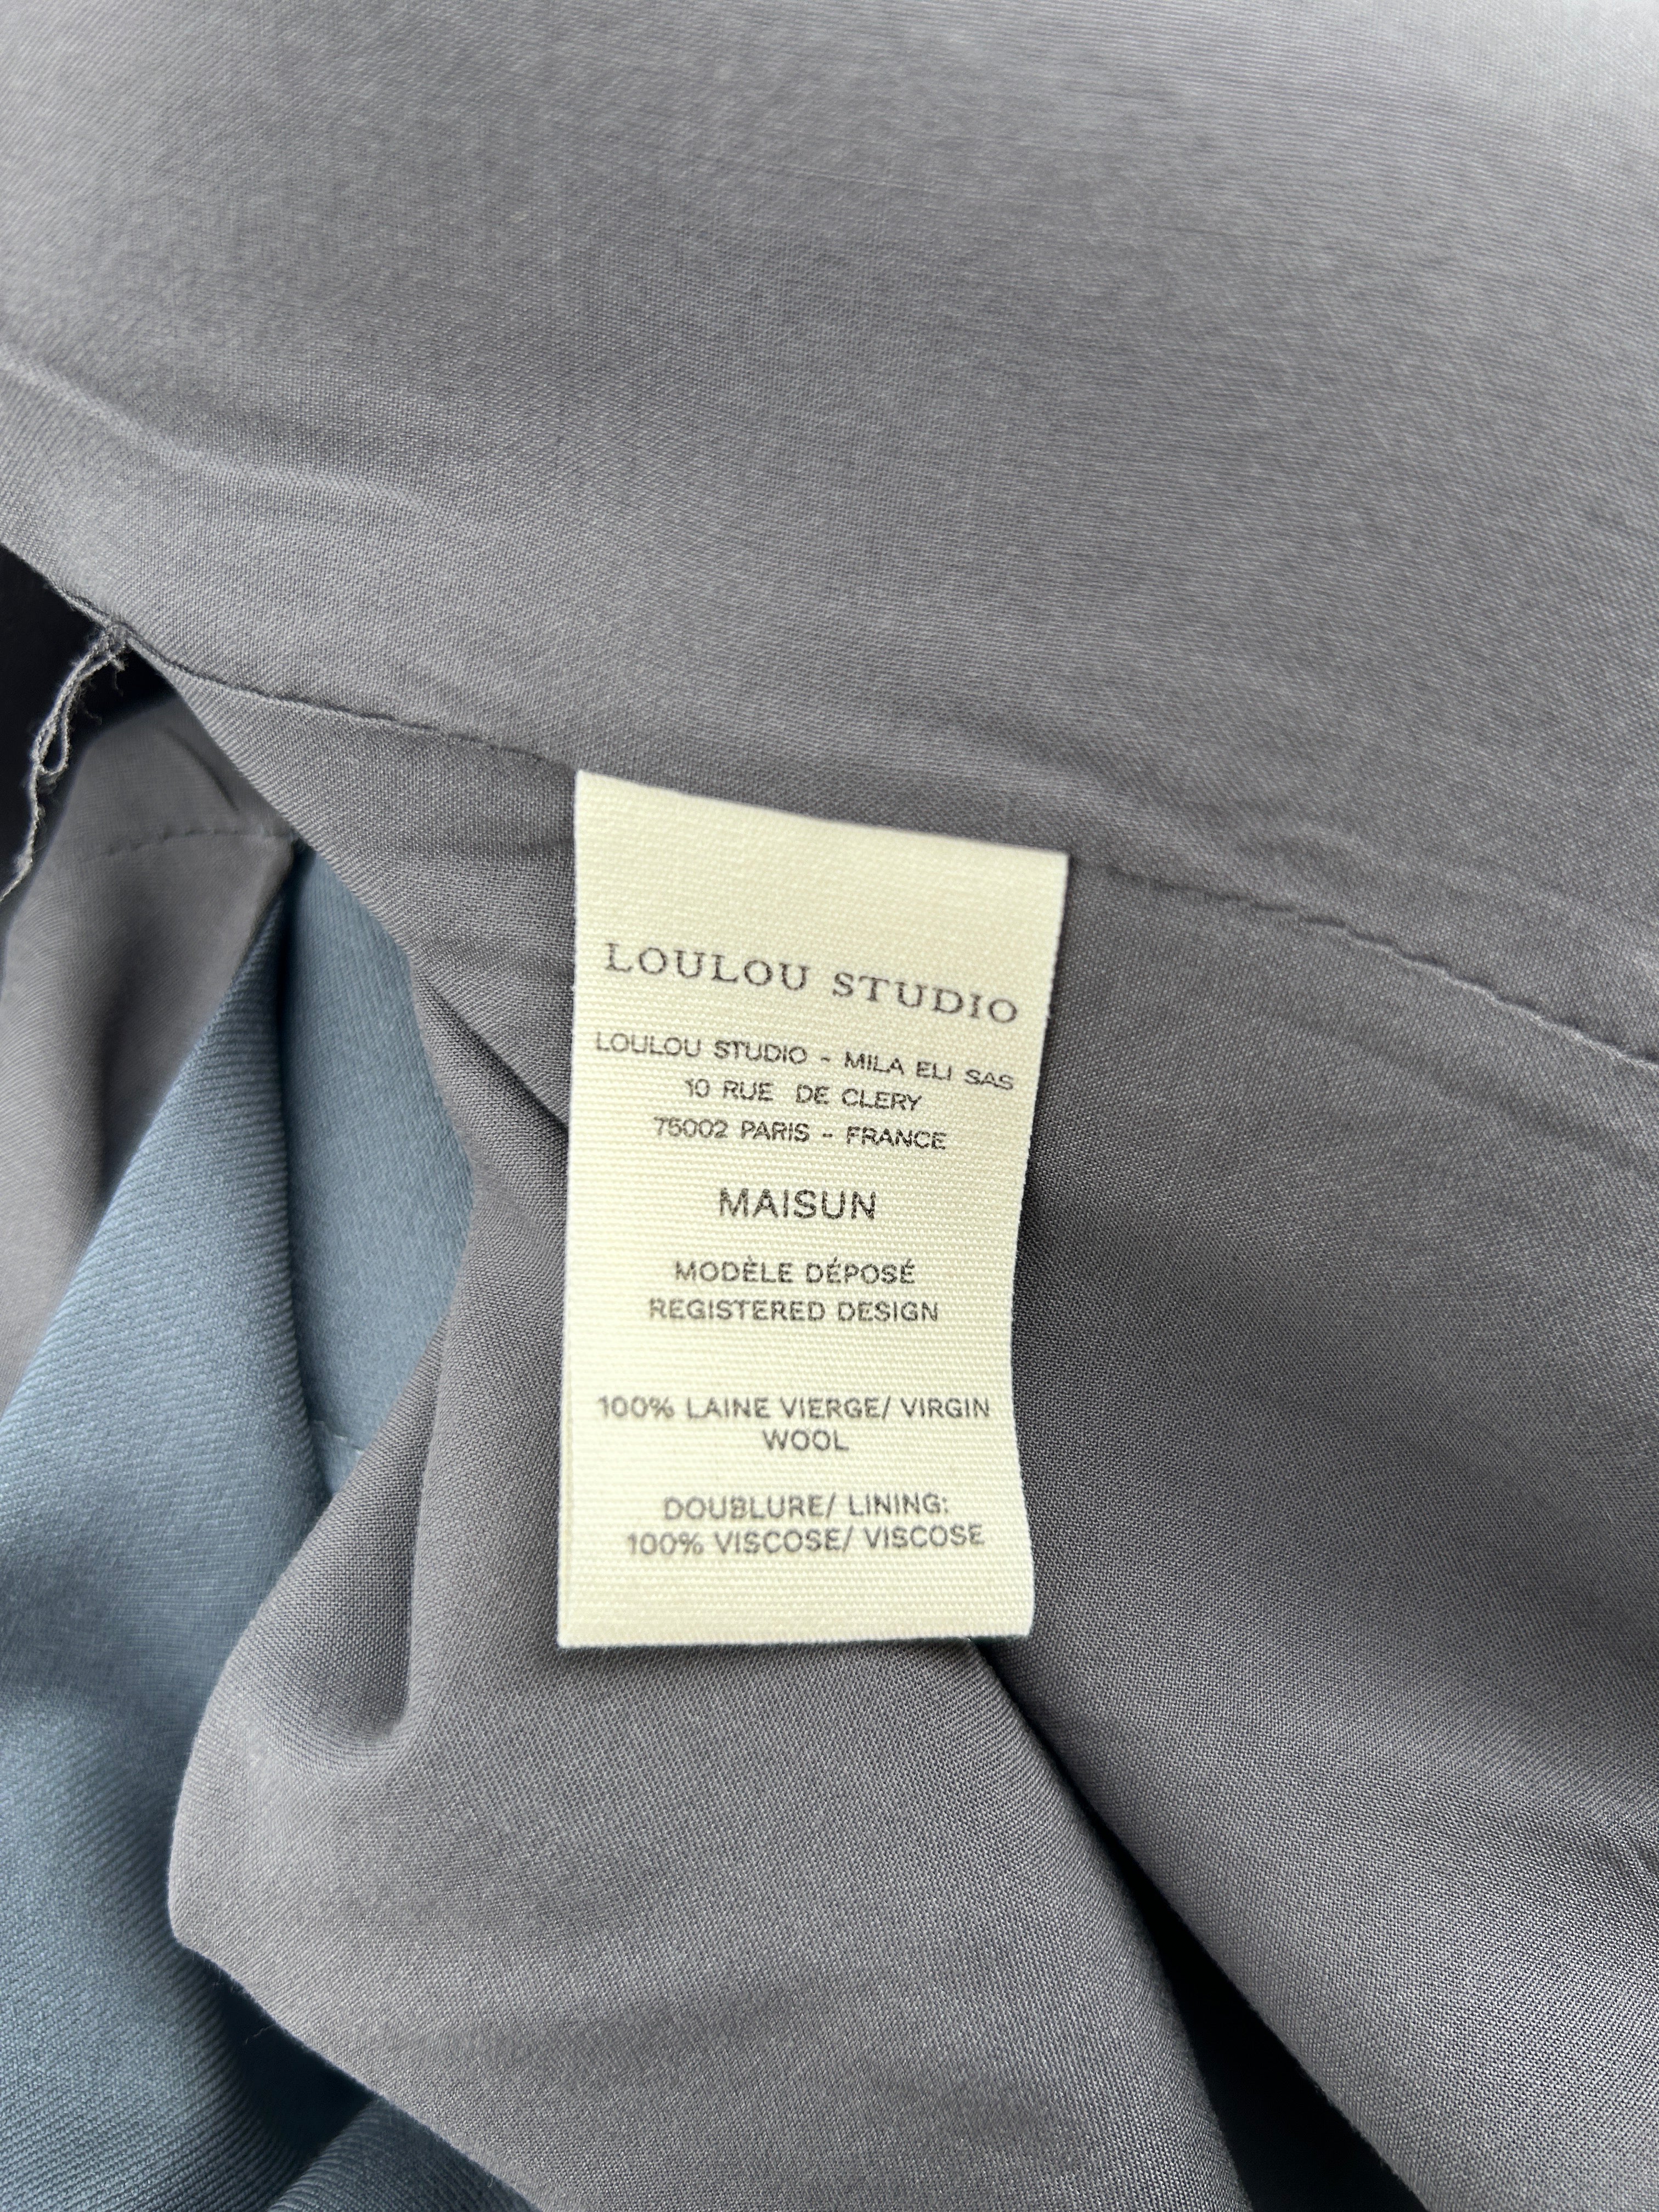 LOULOU STUDIO
LOULOU STUDIO - MILA ELI SAS
10 RUE DE CLERY
75002 PARIS - FRANCE
MAISUN
MODÈLE DÉPOSÉ
REGISTERED DESIGN
100% LAINE VIERGE/ VIRGIN
WOOL
DOUBLURE/ LINING:
100% VISCOSE/ VISCOSE